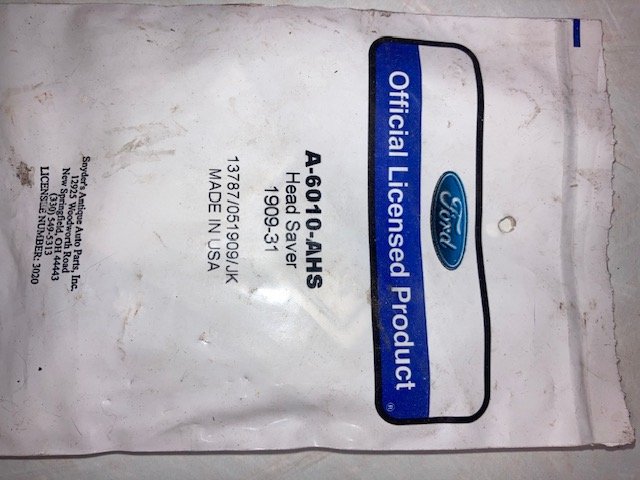 Ford
Official Licensed Product ®
A-6010-AHS
Head Saver
1909-31
13787/051909/JK
MADE IN USA
Snyder's Antique Auto Parts, Inc.
12925 Woodworth Road
New Springfield, OH 44443
(330) 549-5313
LICENSEE NUMBER: 3020